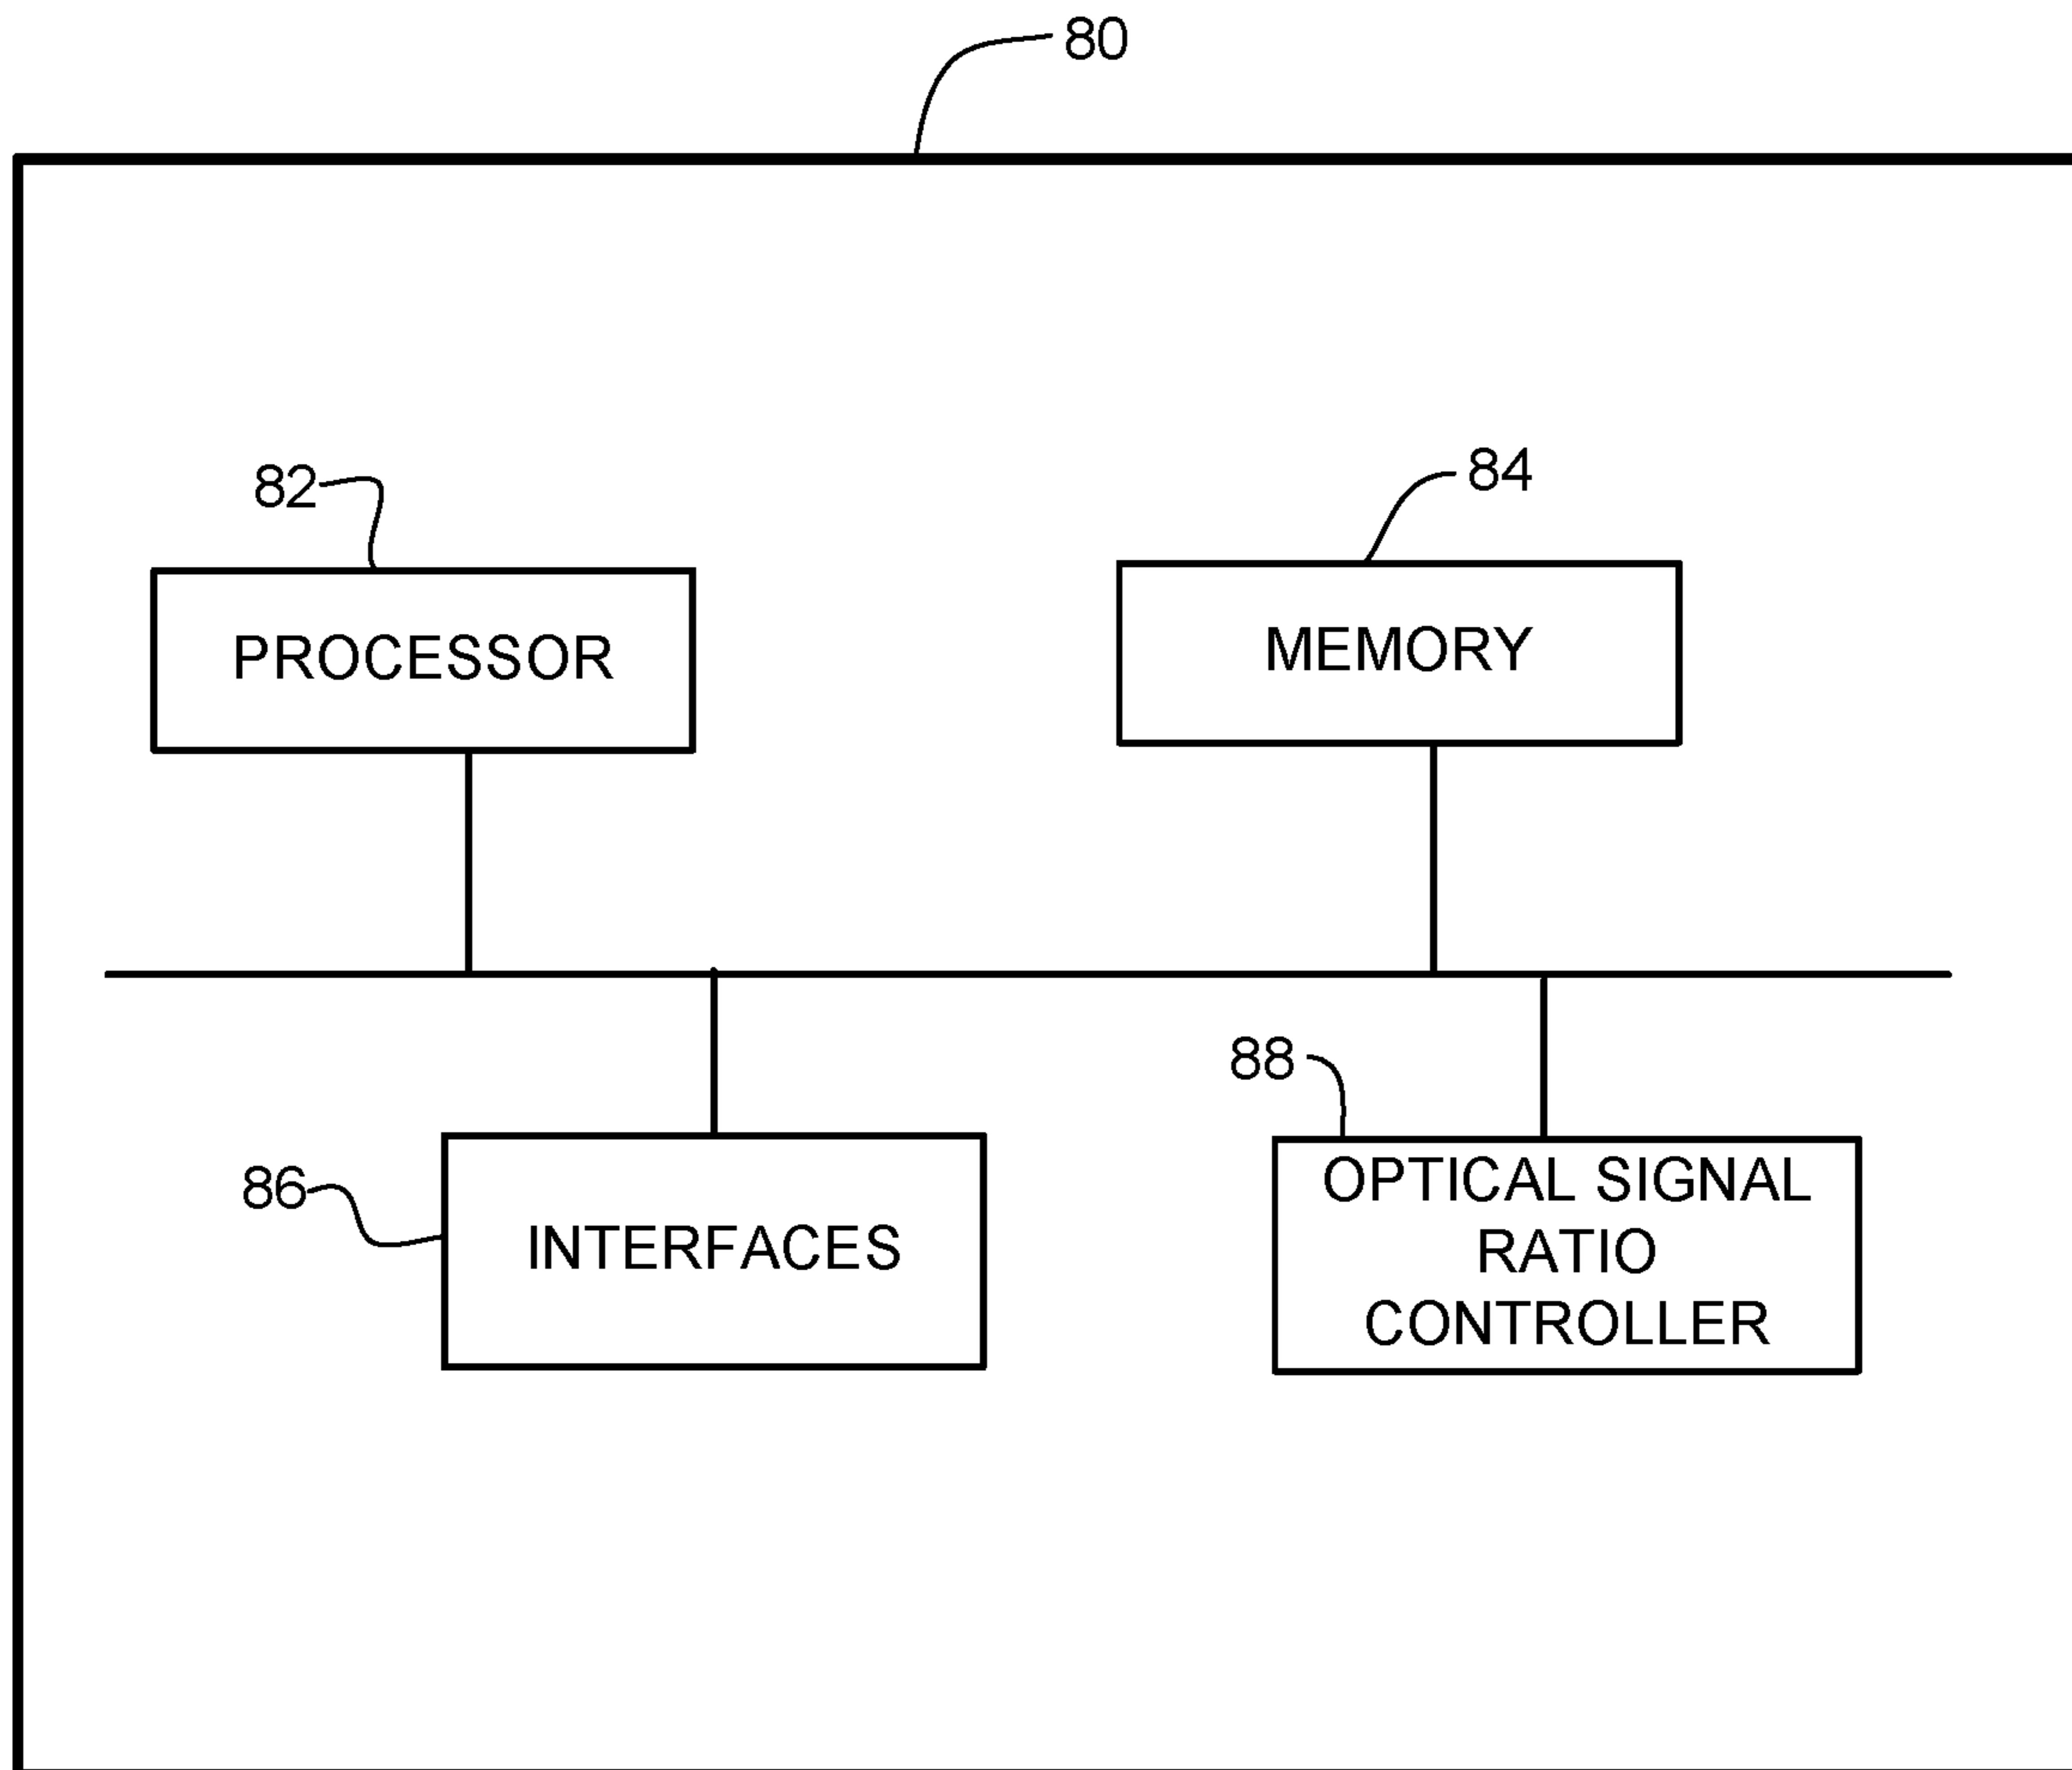 80
82
84
PROCESSOR
MEMORY
88
86
INTERFACES
OPTICAL SIGNAL
RATIO
CONTROLLER